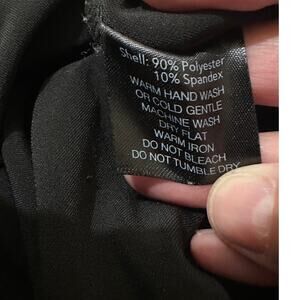 Shell: 90% Polyester
10% Spandex
WARM HAND WASH
OR COLD GENTLE
MACHINE WASH
DRY FLAT
WARM IRON
DO NOT BLEACH
DO NOT TUMBLE DRY